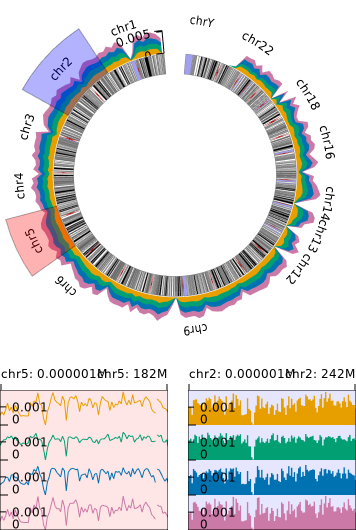 chrY
chr1
0.005
0
chr22
chr2
chr18
chr3
chr16
chr4
chr14
chr5
chr13
chr6
chr12
chr9
chr5: 0.000001M
chr5: 182M
chr2: 0.000001M
chr2: 242M
0.001
0
0.001
0
0.001
0
0.001
0
0.001
0
0.001
0
0.001
0
0.001
0